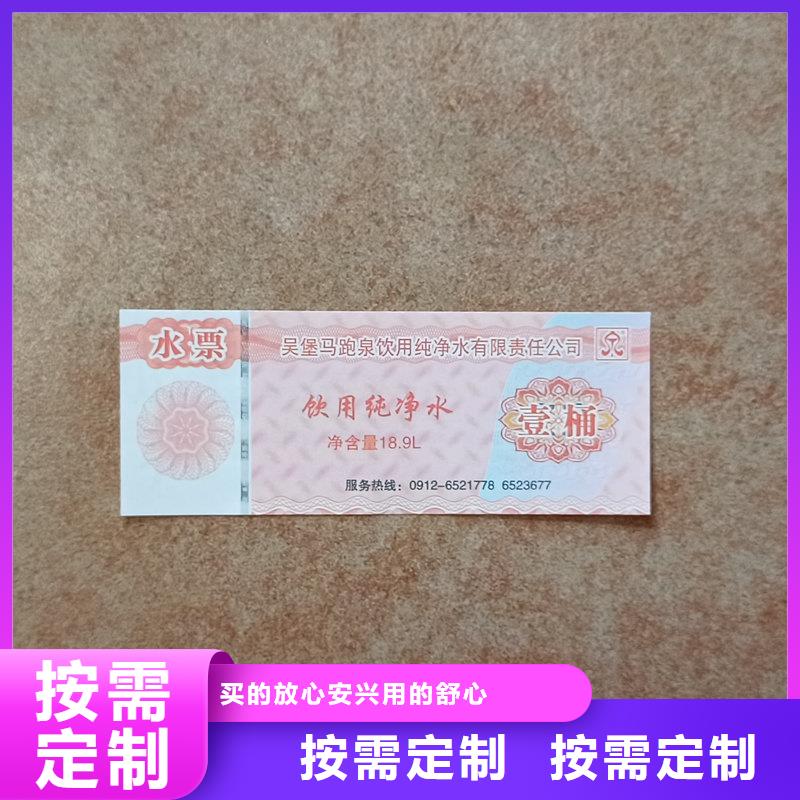 水票
吴堡马跑泉饮用纯净水有限责任公司
饮用纯净水
净含量18.9L
壹桶
服务热线：0912-6521778 6523677
按需
定制
买的放心安兴用的舒心
按需定制 按需定制